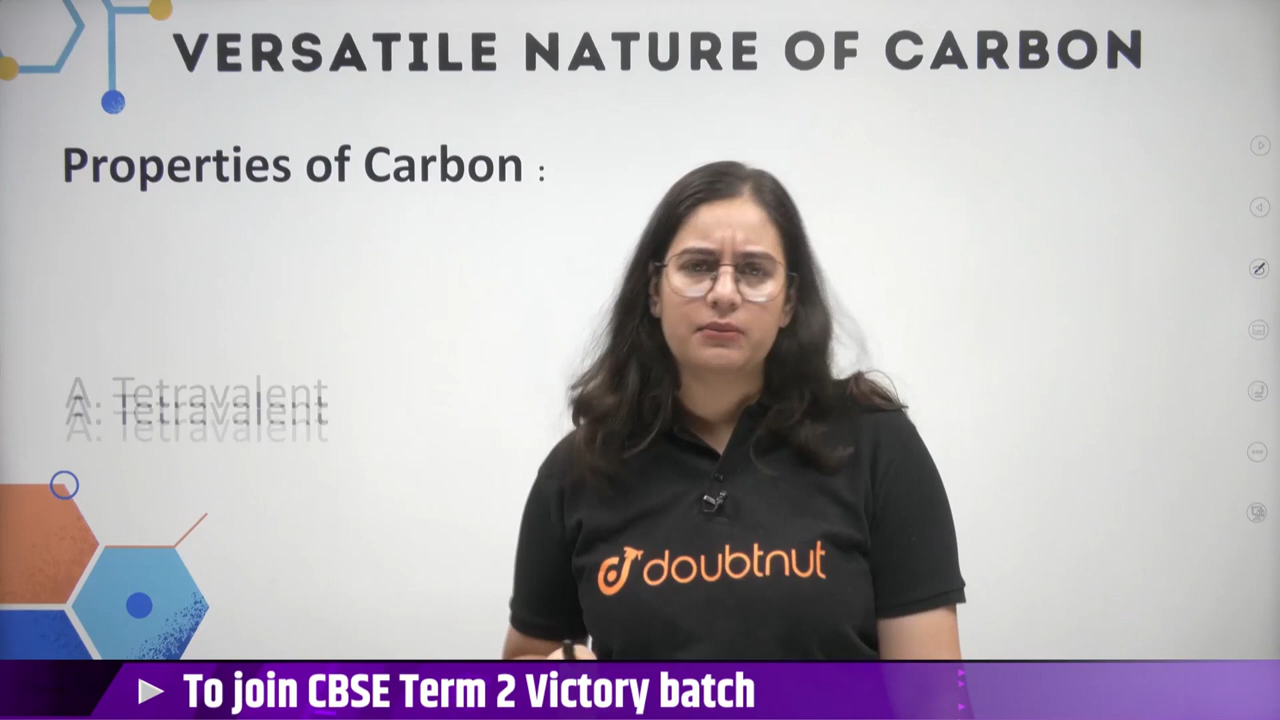 VERSATILE NATURE OF CARBON
Properties of Carbon :
A. Tetravalent
doubtnut
To join CBSE Term 2 Victory batch